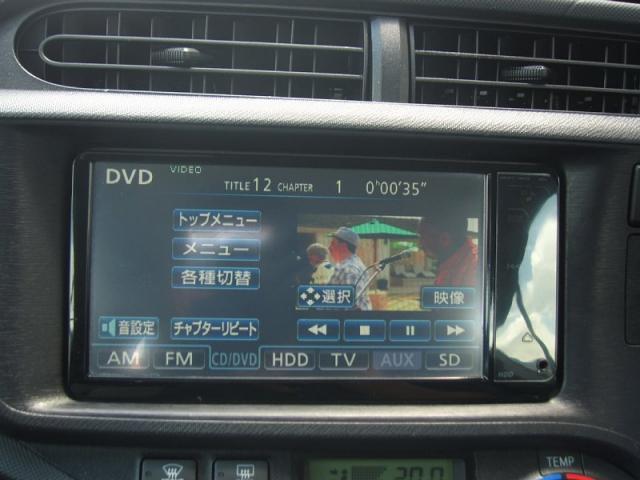 DVD VIDEO
TITLE 12 CHAPTER 1 0h00'35"
トップメニュー
メニュー
各種切替
選択 映像
音設定 チャプターリピート
AM FM CD/DVD HDD TV AUX SD
HDD
TEMP